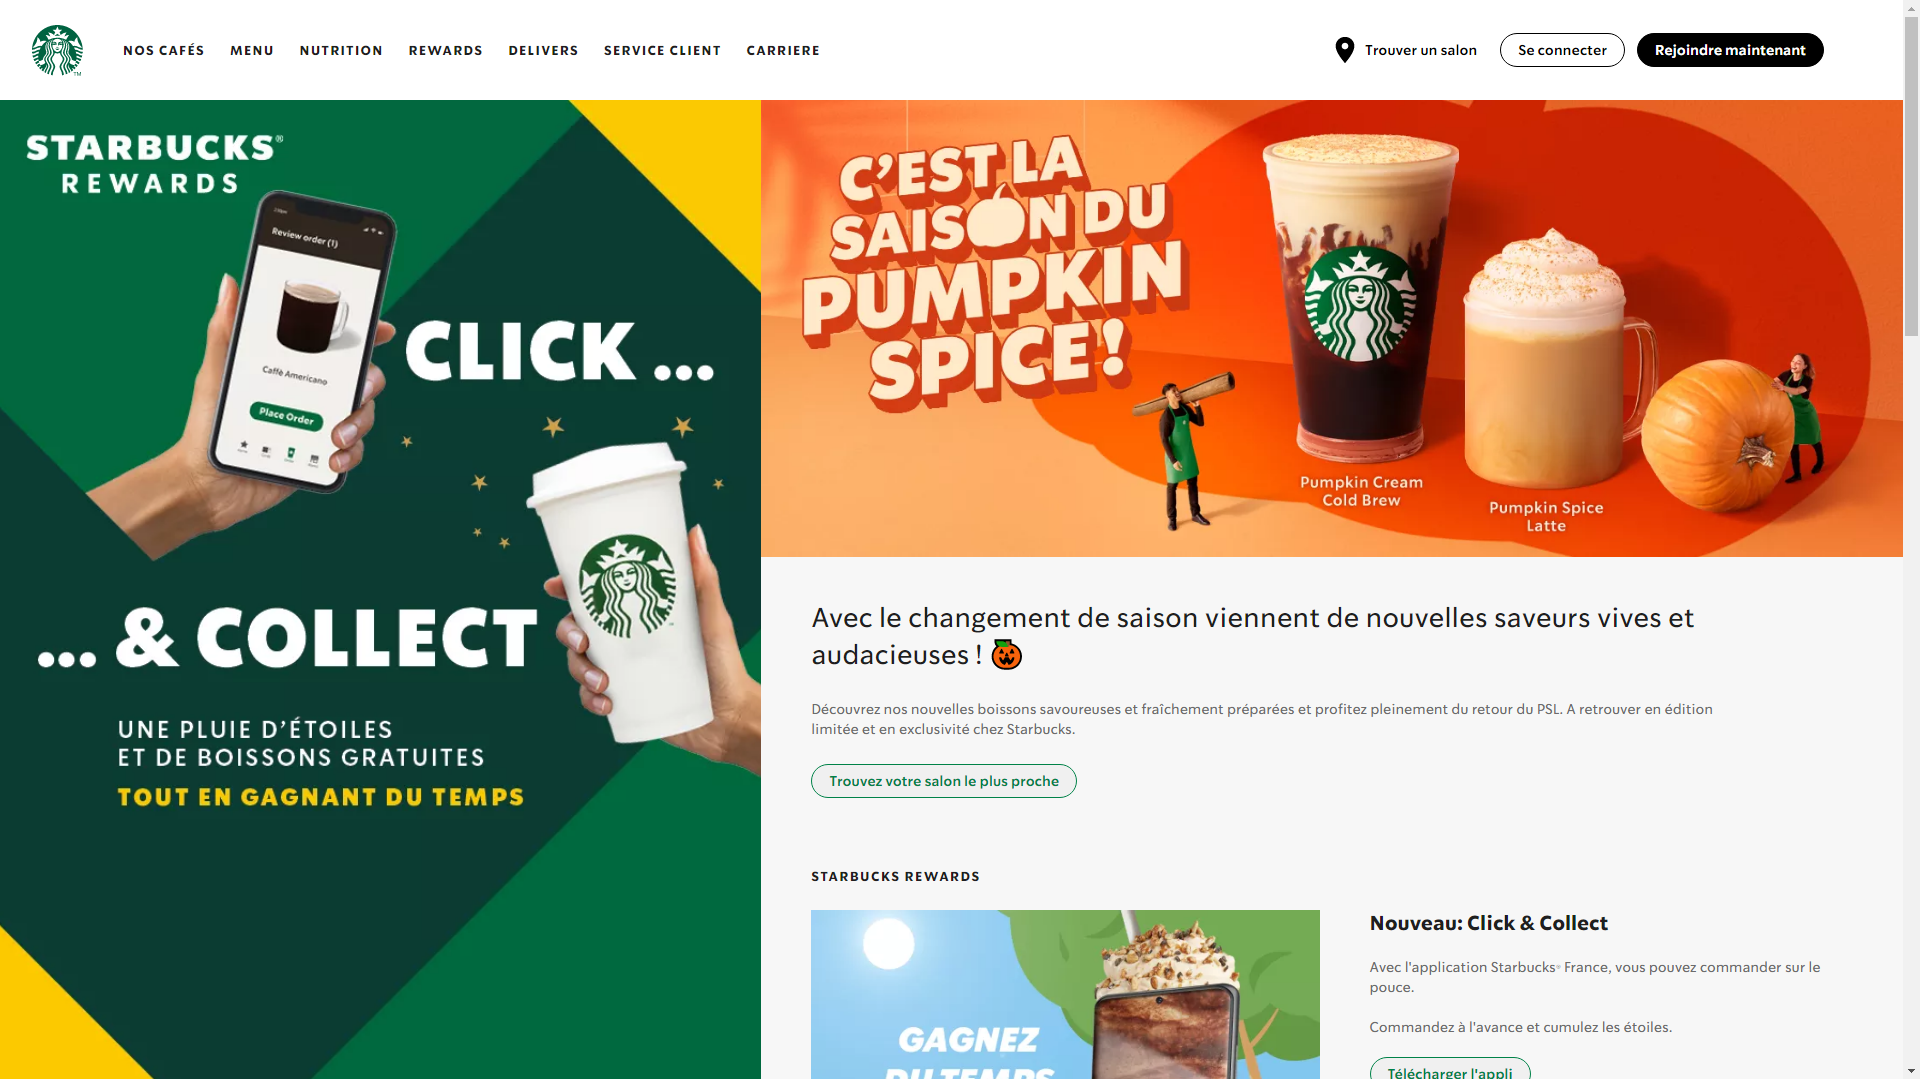 NOS CAFÉS
MENU
NUTRITION
REWARDS
DELIVERS
SERVICE CLIENT
CARRIERE
Trouver un salon
Se connecter
Rejoindre maintenant
STARBUCKS®
REWARDS
Review order (1)
Caffè Americano
Place Order
CLICK ...
... & COLLECT
UNE PLUIE D'ÉTOILES
ET DE BOISSONS GRATUITES
TOUT EN GAGNANT DU TEMPS
C'EST LA
SAISON DU
PUMPKIN
SPICE !
Pumpkin Cream
Cold Brew
Pumpkin Spice
Latte
Avec le changement de saison viennent de nouvelles saveurs vives et
audacieuses ! 🎃
Découvrez nos nouvelles boissons savoureuses et fraîchement préparées et profitez pleinement du retour du PSL. A retrouver en édition
limitée et en exclusivité chez Starbucks.
Trouvez votre salon le plus proche
STARBUCKS REWARDS
GAGNEZ
DU TEMPS
Nouveau: Click & Collect
Avec l'application Starbucks® France, vous pouvez commander sur le
pouce.
Commandez à l'avance et cumulez les étoiles.
Télécharger l'appli